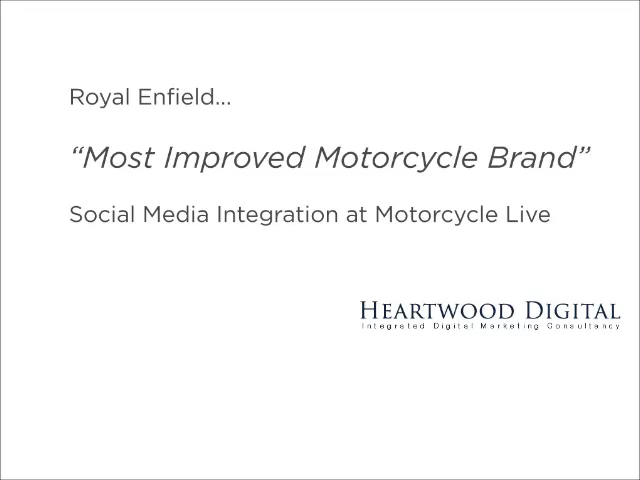 Royal Enfield...
“Most Improved Motorcycle Brand”
Social Media Integration at Motorcycle Live
HEARTWOOD DIGITAL
Integrated Digital Marketing Consultancy